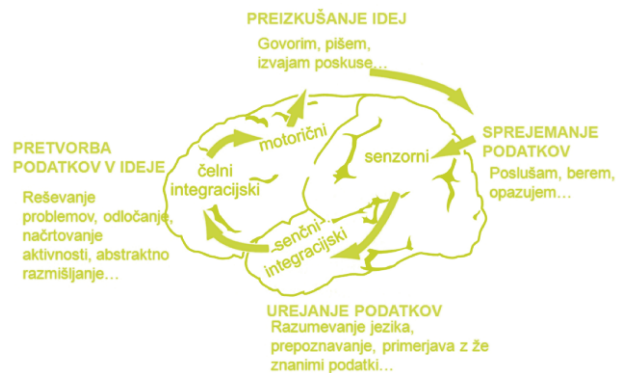 PREIZKUŠANJE IDEJ
Govorim, pišem,
izvajam poskuse...
motorični
senzorni
SPREJEMANJE
PODATKOV
Poslušam, berem,
opazujem...
PRETVORBA
PODATKOV V IDEJE
čelni
integracijski
Reševanje
problemov, odločanje,
načrtovanje
aktivnosti, abstraktno
razmišljanje...
senčni
integracijski
UREJANJE PODATKOV
Razumevanje jezika,
prepoznavanje, primerjava z že
znanimi podatki...